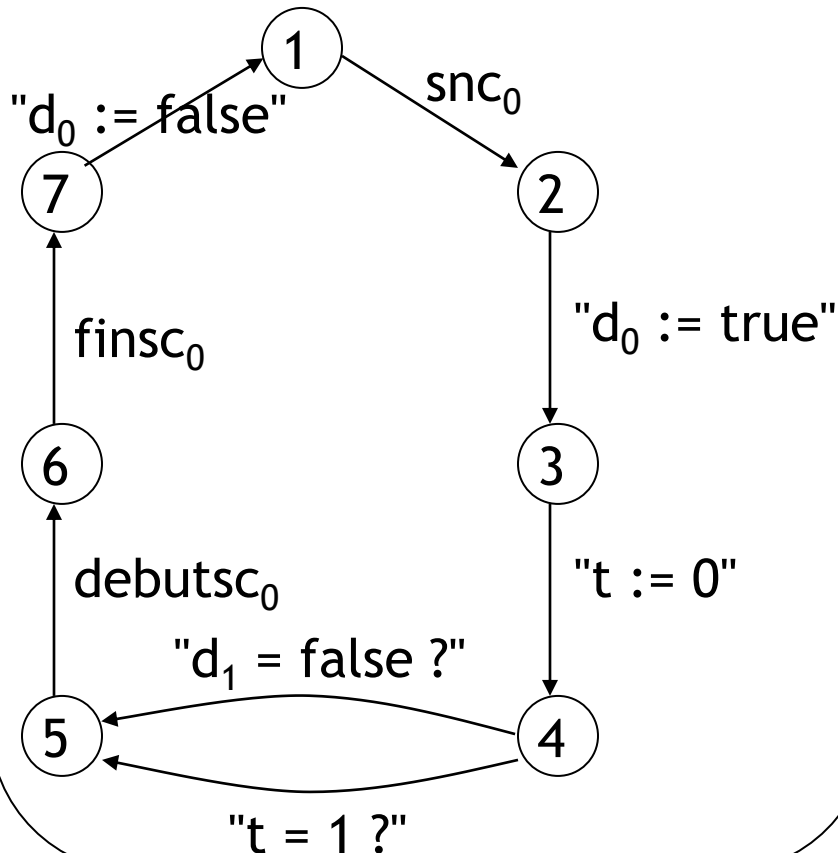 1
snc₀
"d₀ := false"
7
2
"d₀ := true"
finsc₀
6
3
debutsc₀
"t := 0"
"d₁ = false ?"
5
4
"t = 1 ?"